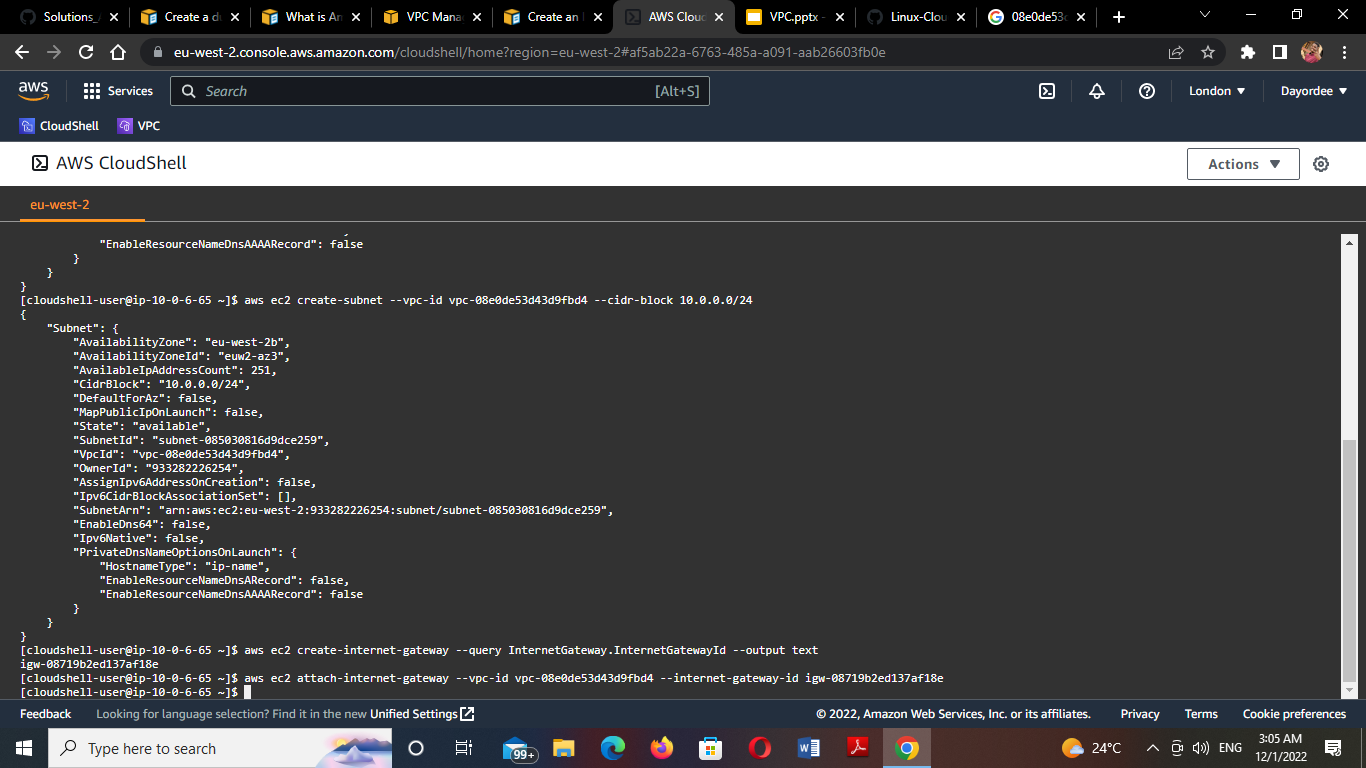 Solutions_
Create a d
What is An
VPC Mana
Create an
AWS Clou
VPC.pptx -
Linux-Clou
08e0de53
eu-west-2.console.aws.amazon.com/cloudshell/home?region=eu-west-2#af5ab22a-6763-485a-a091-aab26603fb0e
aws
Services
Search
[Alt+S]
London
Dayordee
CloudShell
VPC
AWS CloudShell
Actions
eu-west-2
"EnableResourceNameDnsAAAARecord": false
}
}
}
[cloudshell-user@ip-10-0-6-65 ~]$ aws ec2 create-subnet --vpc-id vpc-08e0de53d43d9fbd4 --cidr-block 10.0.0.0/24
{
"Subnet": {
"AvailabilityZone": "eu-west-2b",
"AvailabilityZoneId": "euw2-az3",
"AvailableIpAddressCount": 251,
"CidrBlock": "10.0.0.0/24",
"DefaultForAz": false,
"MapPublicIpOnLaunch": false,
"State": "available",
"SubnetId": "subnet-085030816d9dce259",
"VpcId": "vpc-08e0de53d43d9fbd4",
"OwnerId": "933282226254",
"AssignIpv6AddressOnCreation": false,
"Ipv6CidrBlockAssociationSet": [],
"SubnetArn": "arn:aws:ec2:eu-west-2:933282226254:subnet/subnet-085030816d9dce259",
"EnableDns64": false,
"Ipv6Native": false,
"PrivateDnsNameOptionsOnLaunch": {
"HostnameType": "ip-name",
"EnableResourceNameDnsARecord": false,
"EnableResourceNameDnsAAAARecord": false
}
}
}
[cloudshell-user@ip-10-0-6-65 ~]$ aws ec2 create-internet-gateway --query InternetGateway.InternetGatewayId --output text
igw-08719b2ed137af18e
[cloudshell-user@ip-10-0-6-65 ~]$ aws ec2 attach-internet-gateway --vpc-id vpc-08e0de53d43d9fbd4 --internet-gateway-id igw-08719b2ed137af18e
[cloudshell-user@ip-10-0-6-65 ~]$
Feedback
Looking for language selection? Find it in the new Unified Settings
© 2022, Amazon Web Services, Inc. or its affiliates.
Privacy
Terms
Cookie preferences
Type here to search
99+
24°C
ENG
3:05 AM
12/1/2022